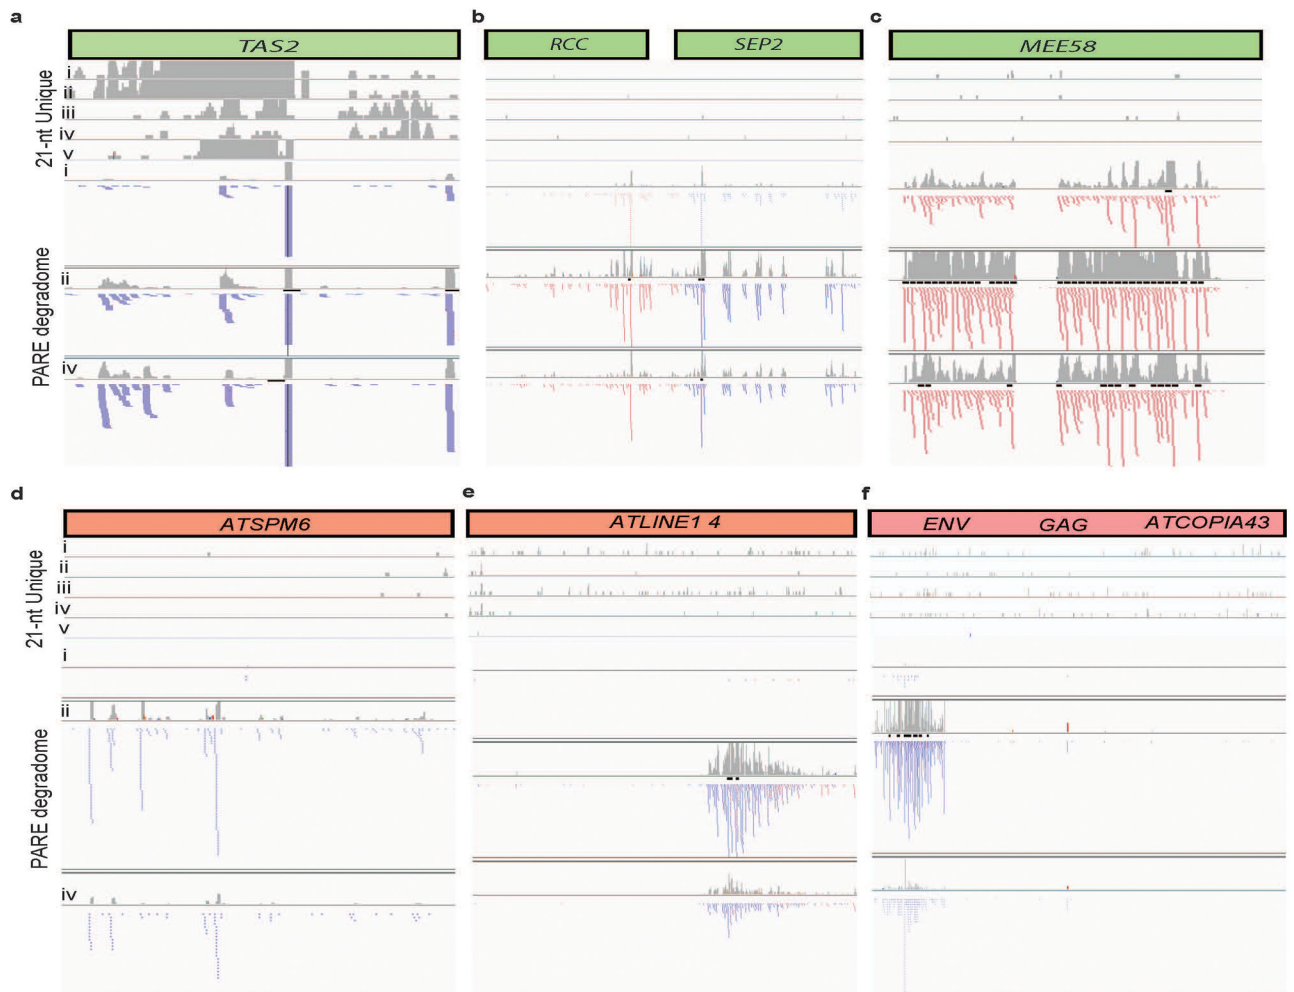 a
TAS2
21-nt Unique
i
ii
iii
iv
v
PARE degradome
i
ii
iv
b
RCC SEP2
c
MEE58
d
ATSPM6
21-nt Unique
i
ii
iii
iv
v
PARE degradome
i
ii
iv
e
ATLINE1 4
f
ENV GAG ATCOPIA43